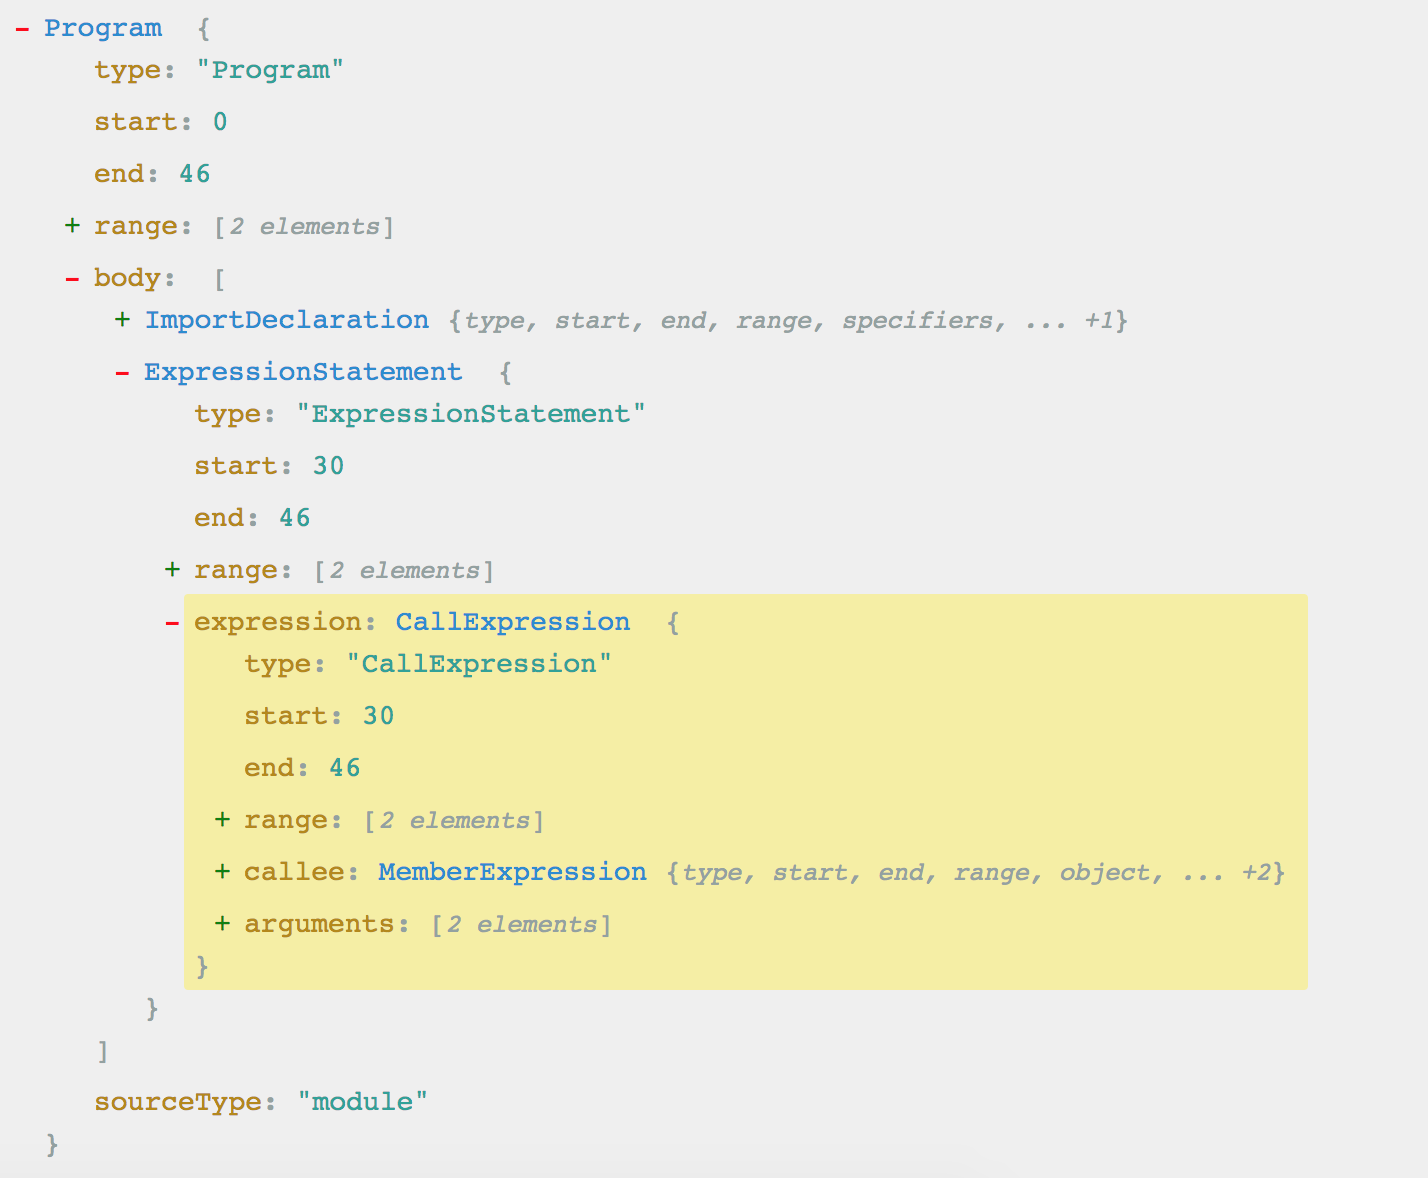 - Program {
type: "Program"
start: 0
end: 46
+ range: [2 elements]
- body: [
+ ImportDeclaration {type, start, end, range, specifiers, ... +1}
- ExpressionStatement {
type: "ExpressionStatement"
start: 30
end: 46
+ range: [2 elements]
- expression: CallExpression {
type: "CallExpression"
start: 30
end: 46
+ range: [2 elements]
+ callee: MemberExpression {type, start, end, range, object, ... +2}
+ arguments: [2 elements]
}
}
]
sourceType: "module"
}